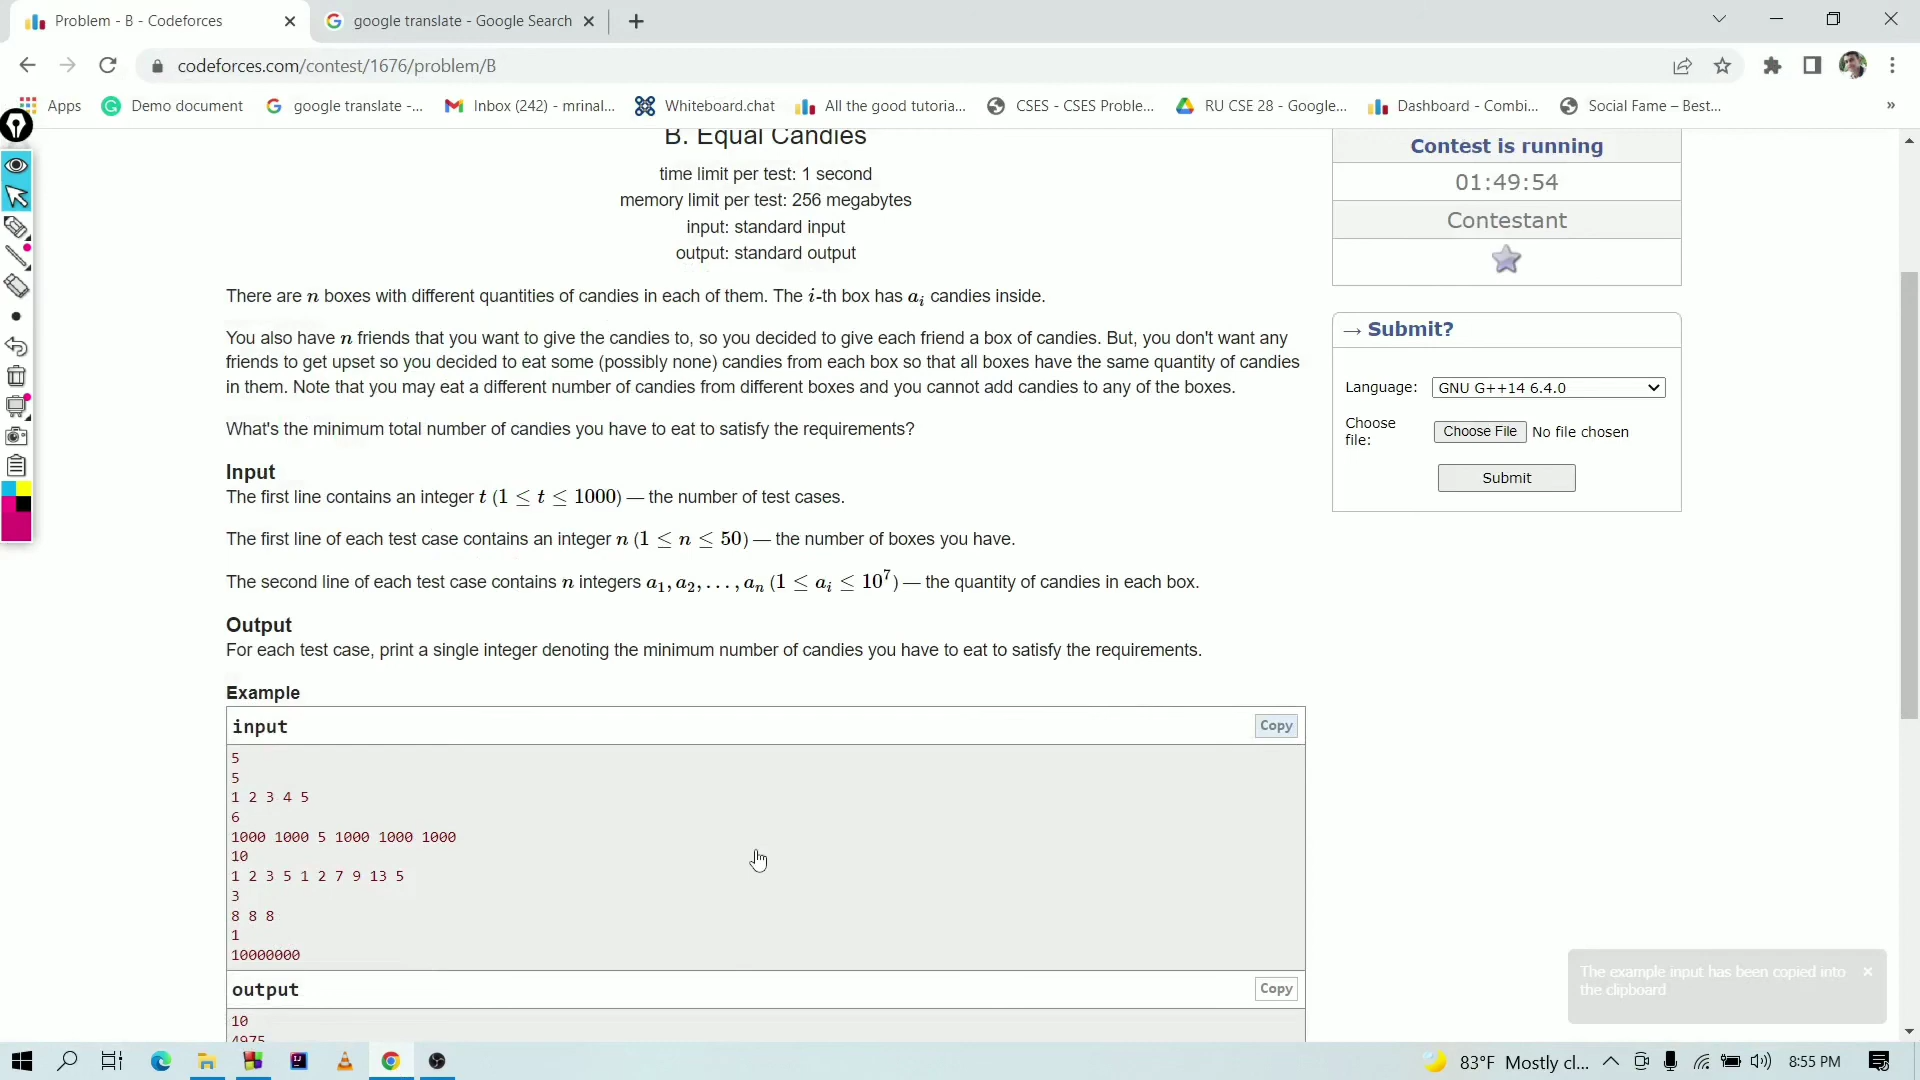 Problem - B - Codeforces
google translate - Google Search
codeforces.com/contest/1676/problem/B
Apps
Demo document
google translate -...
Inbox (242) - mrinal...
Whiteboard.chat
All the good tutoria...
CSES - CSES Proble...
RU CSE 28 - Google...
Dashboard - Combi...
Social Fame – Best...
»
B. Equal Candies
time limit per test: 1 second
memory limit per test: 256 megabytes
input: standard input
output: standard output
There are n boxes with different quantities of candies in each of them. The i-th box has aᵢ candies inside.
You also have n friends that you want to give the candies to, so you decided to give each friend a box of candies. But, you don't want any
friends to get upset so you decided to eat some (possibly none) candies from each box so that all boxes have the same quantity of candies
in them. Note that you may eat a different number of candies from different boxes and you cannot add candies to any of the boxes.
What's the minimum total number of candies you have to eat to satisfy the requirements?
Input
The first line contains an integer t (1 ≤ t ≤ 1000) — the number of test cases.
The first line of each test case contains an integer n (1 ≤ n ≤ 50) — the number of boxes you have.
The second line of each test case contains n integers a₁, a₂, . . . , aₙ (1 ≤ aᵢ ≤ 10⁷) — the quantity of candies in each box.
Output
For each test case, print a single integer denoting the minimum number of candies you have to eat to satisfy the requirements.
Example
input
Copy
5
5
1 2 3 4 5
6
1000 1000 5 1000 1000 1000
10
1 2 3 5 1 2 7 9 13 5
3
8 8 8
1
10000000
output
Copy
10
4975
Contest is running
01:49:54
Contestant
→ Submit?
Language:
GNU G++14 6.4.0
Choose
file:
Choose File
No file chosen
Submit
The example input has been copied into
the clipboard
×
83°F Mostly cl...
8:55 PM